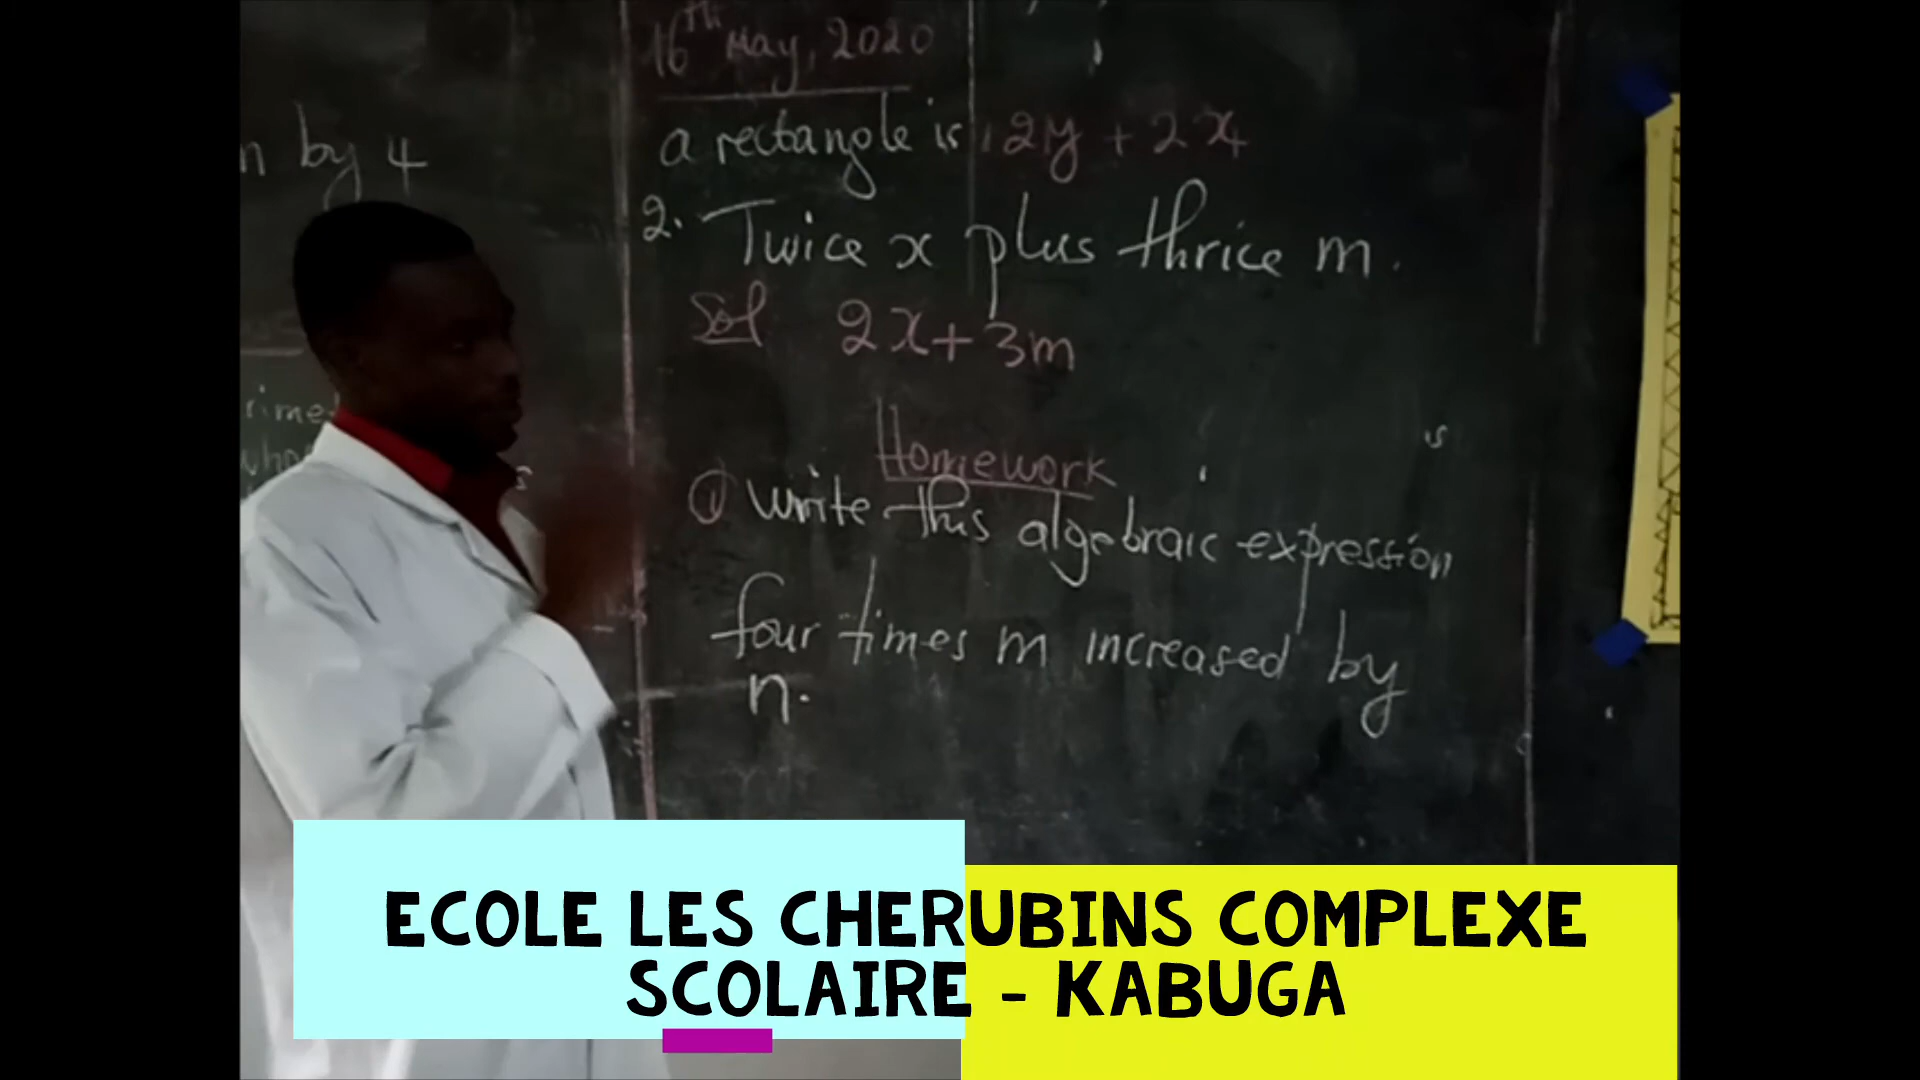 n by 4
16th May, 2020
a rectangle is 2y + 2x
2. Twice x plus thrice m.
Sol 2x+3m
Homework
① Write this algebraic expression
four times m increased by
n.
ECOLE LES CHERUBINS COMPLEXE
SCOLAIRE - KABUGA